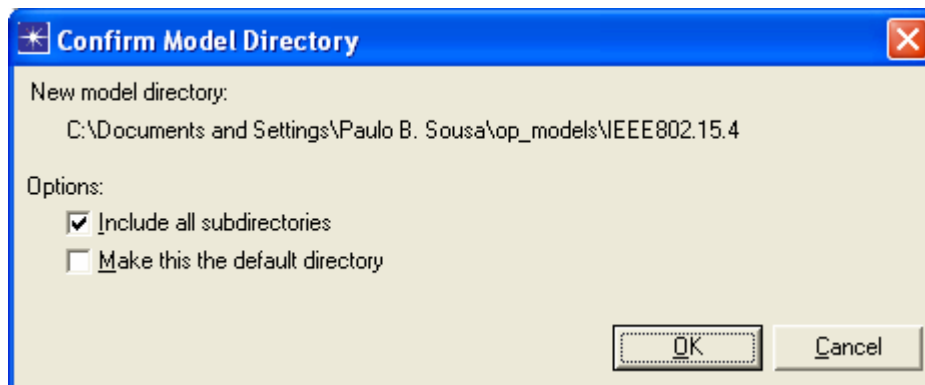 Confirm Model Directory
New model directory:
C:\Documents and Settings\Paulo B. Sousa\op_models\IEEE802.15.4
Options:
Include all subdirectories
Make this the default directory
OK Cancel